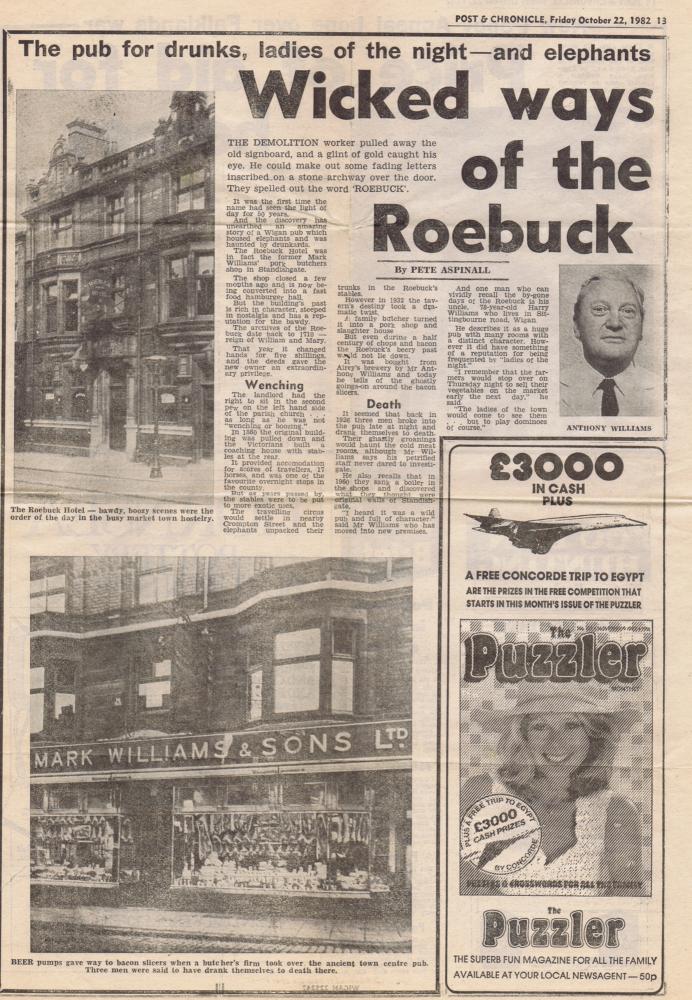 POST & CHRONICLE, Friday October 22, 1982 13
The pub for drunks, ladies of the night—and elephants
Wicked ways
of the
Roebuck
By PETE ASPINALL
THE DEMOLITION worker pulled away the
old signboard, and a glint of gold caught his
eye. He could make out some fading letters
inscribed on a stone archway over the door.
They spelled out the word ‘ROEBUCK’.
It was the first time the
name had seen the light of
day for 50 years.
And the discovery has
unearthed an amazing
story of a Wigan pub which
housed elephants and was
haunted by drunkards.
The Roebuck Hotel was
in fact the former Mark
Williams' pork butchers
shop in Standishgate.
The shop closed a few
months ago and is now be-
ing converted into a fast
food hamburger hall.
But the building's past
is rich in character, steeped
in nostalgia and has a rep-
utation for the bawdy.
The archives of the Roe-
buck date back to 1719 —
reign of William and Mary.
That year it changed
hands for five shillings,
and the deeds gave the
new owner an extraordin-
ary privilege.
Wenching
The landlord had the
right to sit in the second
pew on the left hand side
of the parish church . .
as long as he was not
"wenching or boozing."
In 1880 the original build-
ing was pulled down and
the Victorians built a
coaching house with stab-
les at the rear.
It provided accomodation
for scores of travellers, 17
horses, and was one of the
favourite overnight stops in
the county.
But as years passed by
the stables were to be put
to more exotic uses.
The travelling circus
would settle in nearby
Crompton Street and the
elephants unpacked their
trunks in the Roebuck's
stables.
However in 1932 the tav-
ern's destiny took a dra-
matic twist.
A family butcher turned
it into a pork shop and
slaughter house
But even during a half
century of chops and bacon
the Roebuck's beery past
would not lie down.
It was bought from
Airey's brewery by Mr Ant-
hony Williams and today
he tells of the ghostly
goings-on around the bacon
slicers.
Death
It seemed that back in
1926 three men broke into
the pub late at night and
drank themselves to death.
Their ghastly groanings
would haunt the cold meat
rooms, although Mr Wil-
liams says his petrified
staff never dared to investi-
gate.
He also recalls that in
1960 they sank a boiler in
the shops and discovered
what they thought were
original walls of Standish-
gate.
"I heard it was a wild
pub and full of character."
said Mr Williams who has
moved into new premises.
And one man who can
vividly recall the by-gone
days of the Roebuck is his
uncle, 78-year-old Harry
Williams who lives in Sit-
tingbourne road, Wigan.
He describes it as a huge
pub with many rooms with
a distinct character. How-
ever it did have something
of a reputation for being
frequented by "ladies of the
night."
"I remember that the far-
mers would stop over on
Thursday night to sell their
vegetables on the market
early the next day," he
said.
"The ladies of the town
would come to see them
. . . but to play dominoes
of course."
ANTHONY WILLIAMS
The Roebuck Hotel — bawdy, boozy scenes were the
order of the day in the busy market town hostelry.
MARK WILLIAMS & SONS LTD
BEER pumps gave way to bacon slicers when a butcher's firm took over the ancient town centre pub.
Three men were said to have drank themselves to death there.
£3000
IN CASH
PLUS
A FREE CONCORDE TRIP TO EGYPT
ARE THE PRIZES IN THE FREE COMPETITION THAT
STARTS IN THIS MONTH'S ISSUE OF THE PUZZLER
The
Puzzler
MONTHLY
PLUS A FREE TRIP TO EGYPT
£3000
CASH PRIZES
BY CONCORDE
PUZZLES & CROSSWORDS FOR ALL THE FAMILY
The
Puzzler
THE SUPERB FUN MAGAZINE FOR ALL THE FAMILY
AVAILABLE AT YOUR LOCAL NEWSAGENT — 50p